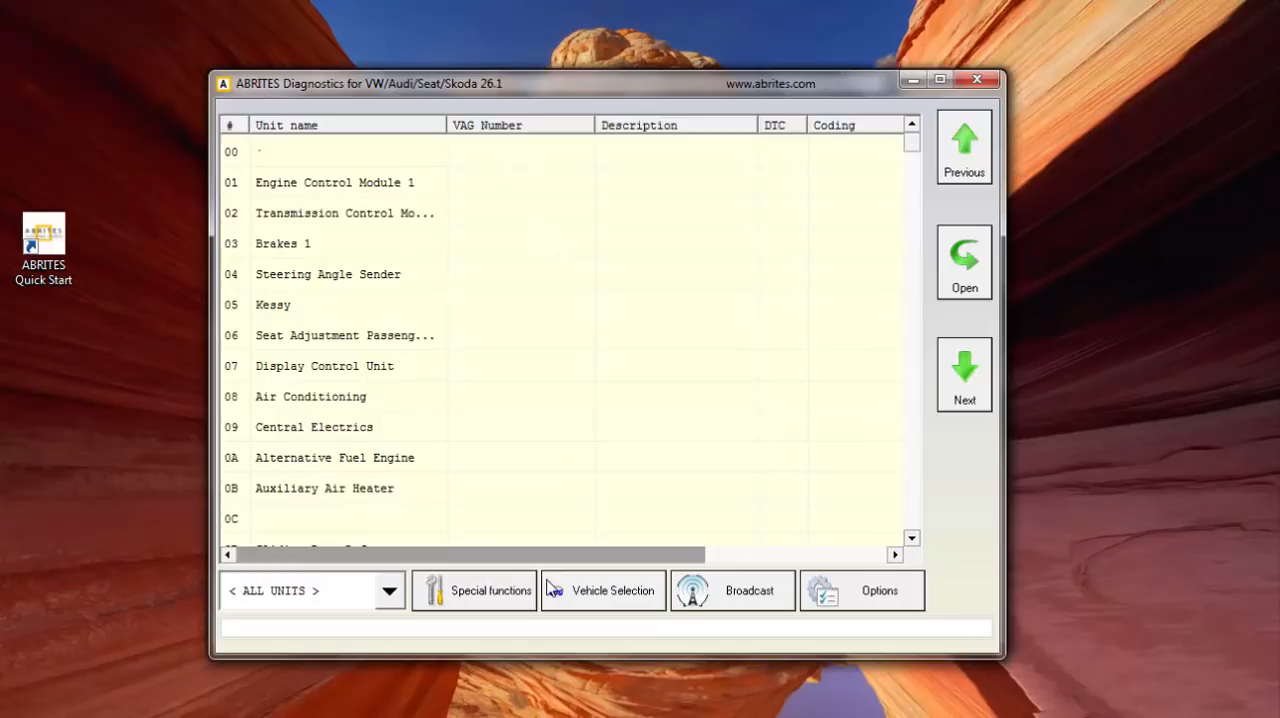 ABRITES Diagnostics for VW/Audi/Seat/Skoda 26.1 www.abrites.com
# Unit name VAG Number Description DTC Coding
00
01 Engine Control Module 1
02 Transmission Control Mo...
03 Brakes 1
04 Steering Angle Sender
05 Kessy
06 Seat Adjustment Passeng...
07 Display Control Unit
08 Air Conditioning
09 Central Electrics
0A Alternative Fuel Engine
0B Auxiliary Air Heater
0C
Previous
Open
Next
< ALL UNITS > Special functions Vehicle Selection Broadcast Options
ABRITES
ABRITES
Quick Start